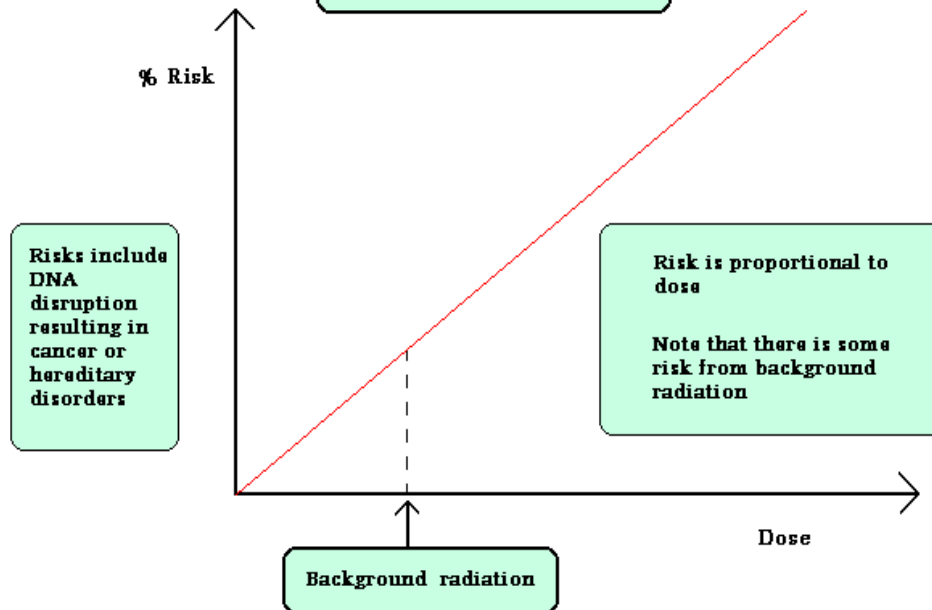 % Risk
Risks include
DNA
disruption
resulting in
cancer or
hereditary
disorders
Risk is proportional to
dose
Note that there is some
risk from background
radiation
Dose
Background radiation